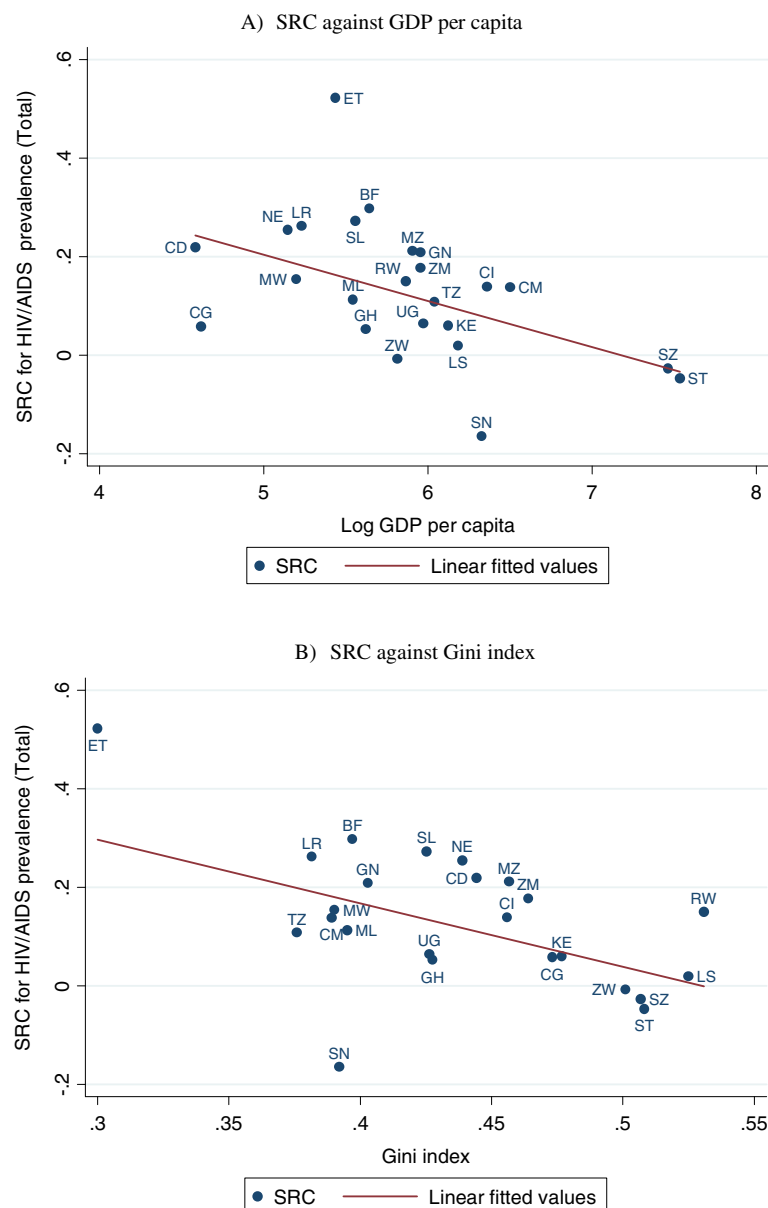 A) SRC against GDP per capita
SRC for HIV/AIDS prevalence (Total)
.6
.4
.2
0
-.2
ET
BF
NE
LR
SL
MZ
GN
CD
RW
ZM
MW
ML
CI
CM
TZ
CG
GH
UG
KE
ZW
LS
SZ
ST
SN
4
5
6
7
8
Log GDP per capita
SRC
Linear fitted values
B) SRC against Gini index
SRC for HIV/AIDS prevalence (Total)
.6
.4
.2
0
-.2
ET
LR
BF
SL
NE
GN
CD
MZ
ZM
CI
RW
TZ
CM
MW
ML
UG
GH
CG
KE
ZW
SZ
LS
ST
SN
.3
.35
.4
.45
.5
.55
Gini index
SRC
Linear fitted values